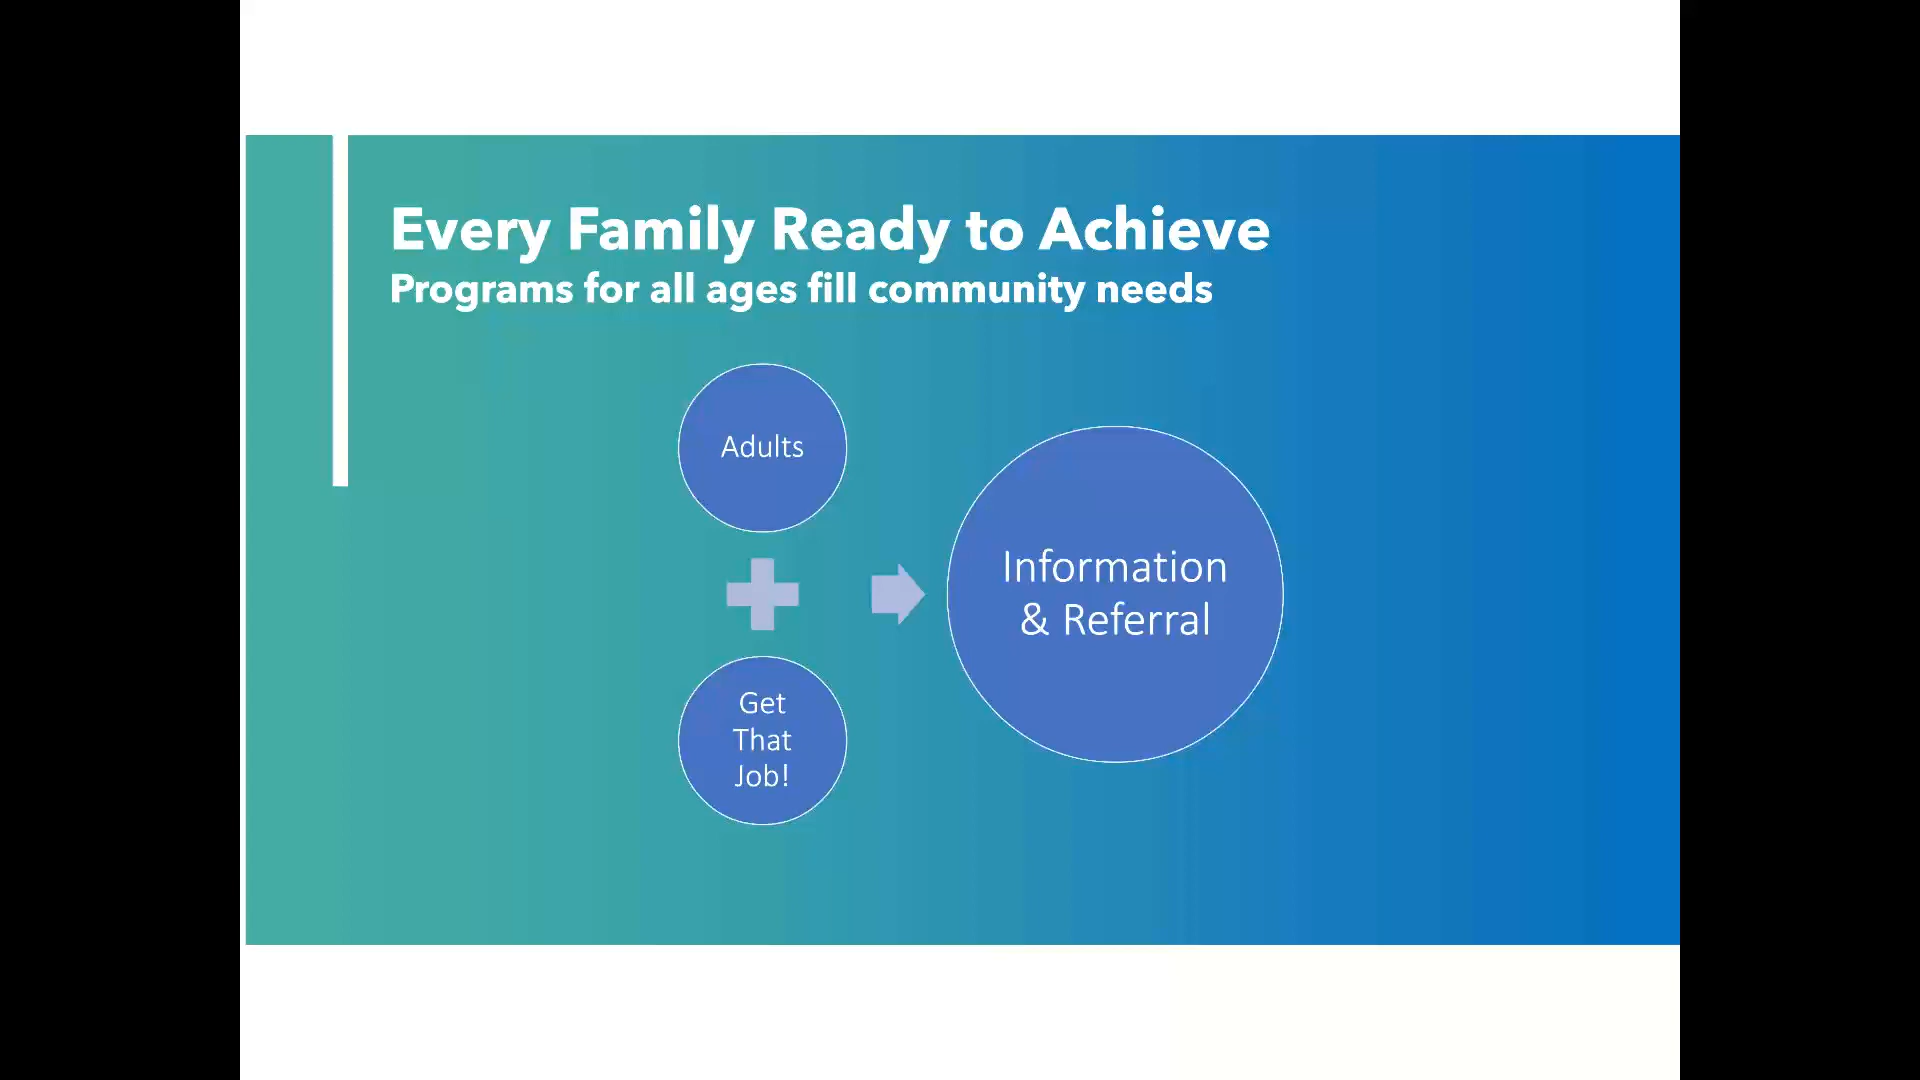 Every Family Ready to Achieve
Programs for all ages fill community needs
Adults
Get
That
Job!
Information
& Referral